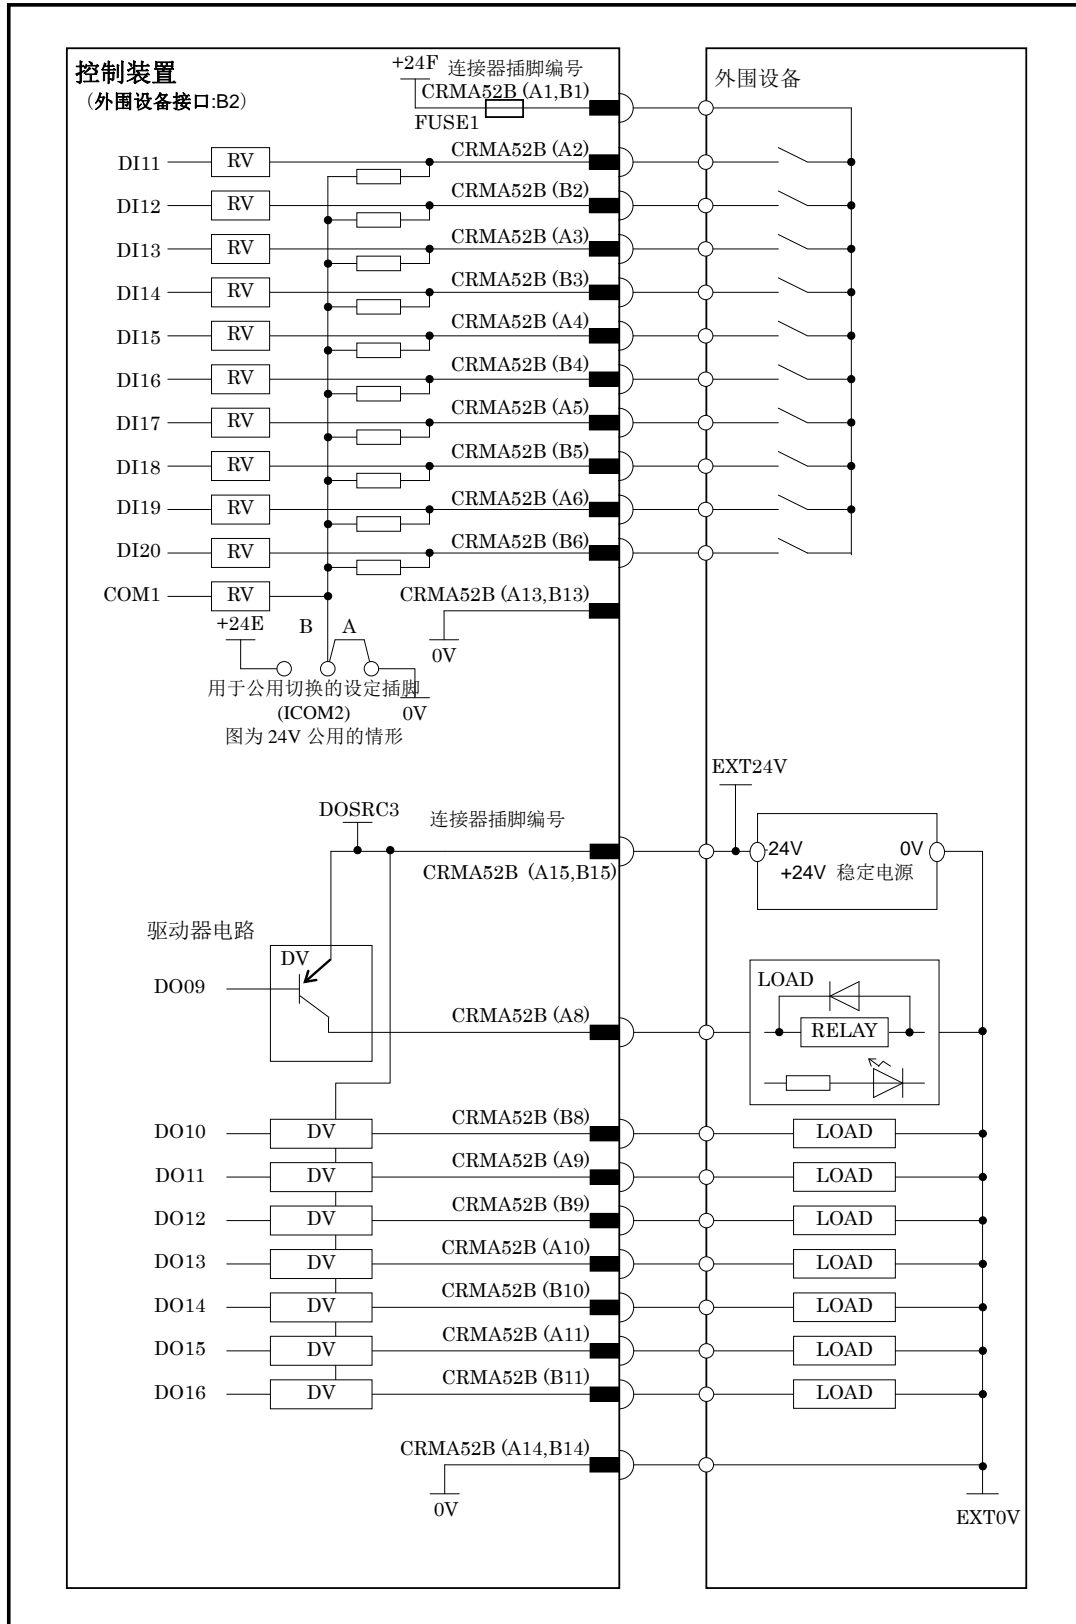 控制装置
（外围设备接口:B2）
+24F 连接器插脚编号
CRMA52B (A1,B1)
FUSE1
外围设备
DI11 RV CRMA52B (A2)
DI12 RV CRMA52B (B2)
DI13 RV CRMA52B (A3)
DI14 RV CRMA52B (B3)
DI15 RV CRMA52B (A4)
DI16 RV CRMA52B (B4)
DI17 RV CRMA52B (A5)
DI18 RV CRMA52B (B5)
DI19 RV CRMA52B (A6)
DI20 RV CRMA52B (B6)
COM1 RV CRMA52B (A13,B13)
+24E B A
0V
用于公用切换的设定插脚
(ICOM2) 0V
图为 24V 公用的情形
EXT24V
DOSRC3 连接器插脚编号
CRMA52B (A15,B15)
24V 0V
+24V 稳定电源
驱动器电路
DV
DO09
CRMA52B (A8)
LOAD
RELAY
DO10 DV CRMA52B (B8) LOAD
DO11 DV CRMA52B (A9) LOAD
DO12 DV CRMA52B (B9) LOAD
DO13 DV CRMA52B (A10) LOAD
DO14 DV CRMA52B (B10) LOAD
DO15 DV CRMA52B (A11) LOAD
DO16 DV CRMA52B (B11) LOAD
CRMA52B (A14,B14)
0V
EXT0V